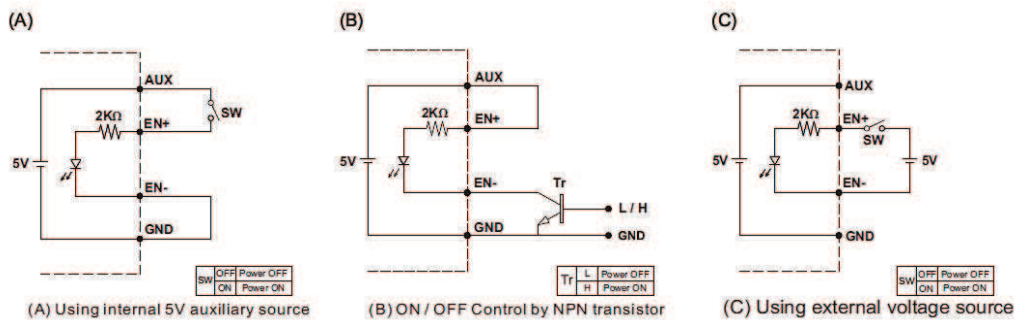 (A)
AUX
2KΩ
EN+
SW
5V
EN-
GND
SW OFF Power OFF
ON Power ON
(A) Using internal 5V auxiliary source
(B)
AUX
2KΩ
EN+
5V
EN-
Tr
L / H
GND
GND
Tr L Power OFF
H Power ON
(B) ON / OFF Control by NPN transistor
(C)
AUX
2KΩ
EN+
SW
5V
5V
EN-
GND
SW OFF Power OFF
ON Power ON
(C) Using external voltage source